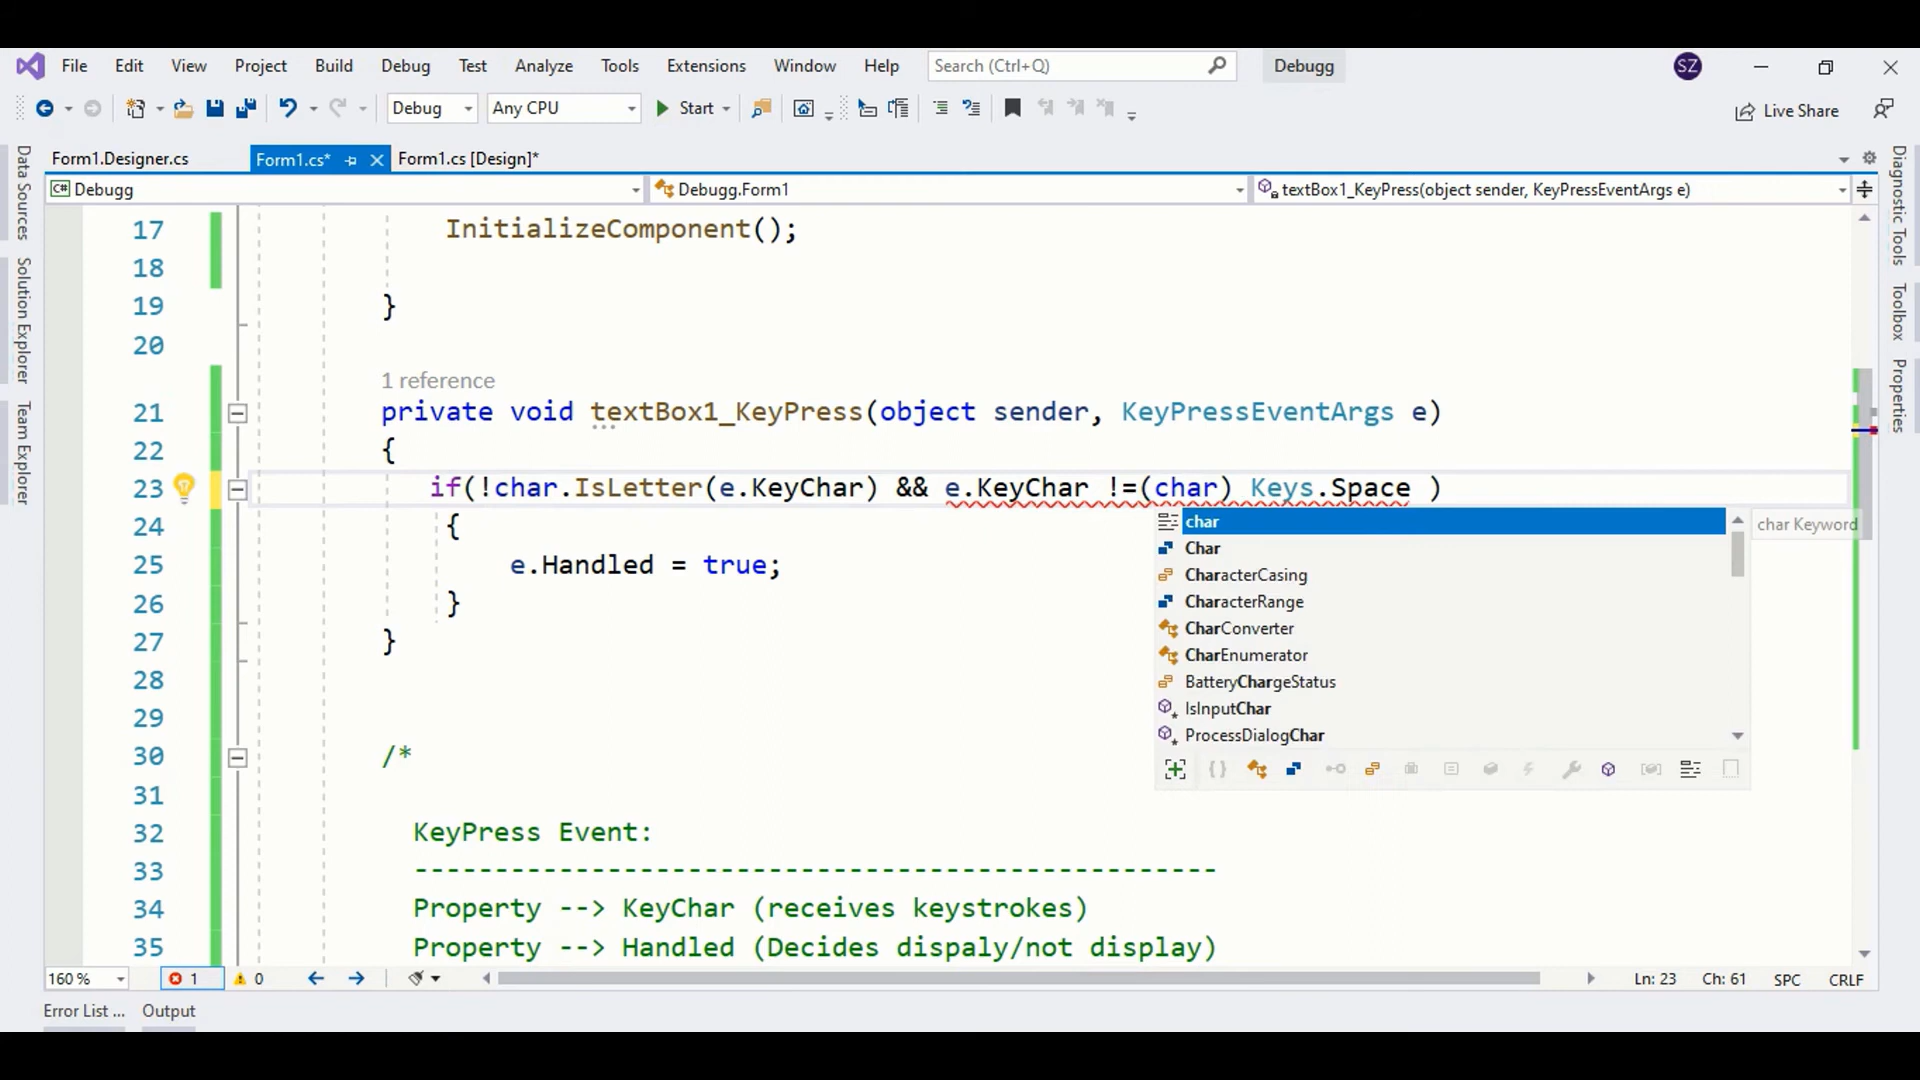 File Edit View Project Build Debug Test Analyze Tools Extensions Window Help Search (Ctrl+Q) Debugg SZ
Debug Any CPU Start Live Share
Form1.Designer.cs Form1.cs* Form1.cs [Design]*
C# Debugg Debugg.Form1 textBox1_KeyPress(object sender, KeyPressEventArgs e)
Data Sources
Solution Explorer
Team Explorer
17 InitializeComponent();
18
19 }
20
1 reference
21 private void textBox1_KeyPress(object sender, KeyPressEventArgs e)
22 {
23 if(!char.IsLetter(e.KeyChar) && e.KeyChar !=(char) Keys.Space )
24 {
25 e.Handled = true;
26 }
27 }
28
29
30 /*
31
32 KeyPress Event:
33 --------------------------------------------------
34 Property --> KeyChar (receives keystrokes)
35 Property --> Handled (Decides dispaly/not display)
char
Char
CharacterCasing
CharacterRange
CharConverter
CharEnumerator
BatteryChargeStatus
IsInputChar
ProcessDialogChar
char Keyword
Diagnostic Tools
Toolbox
Properties
160 % 1 0 Ln: 23 Ch: 61 SPC CRLF
Error List ... Output